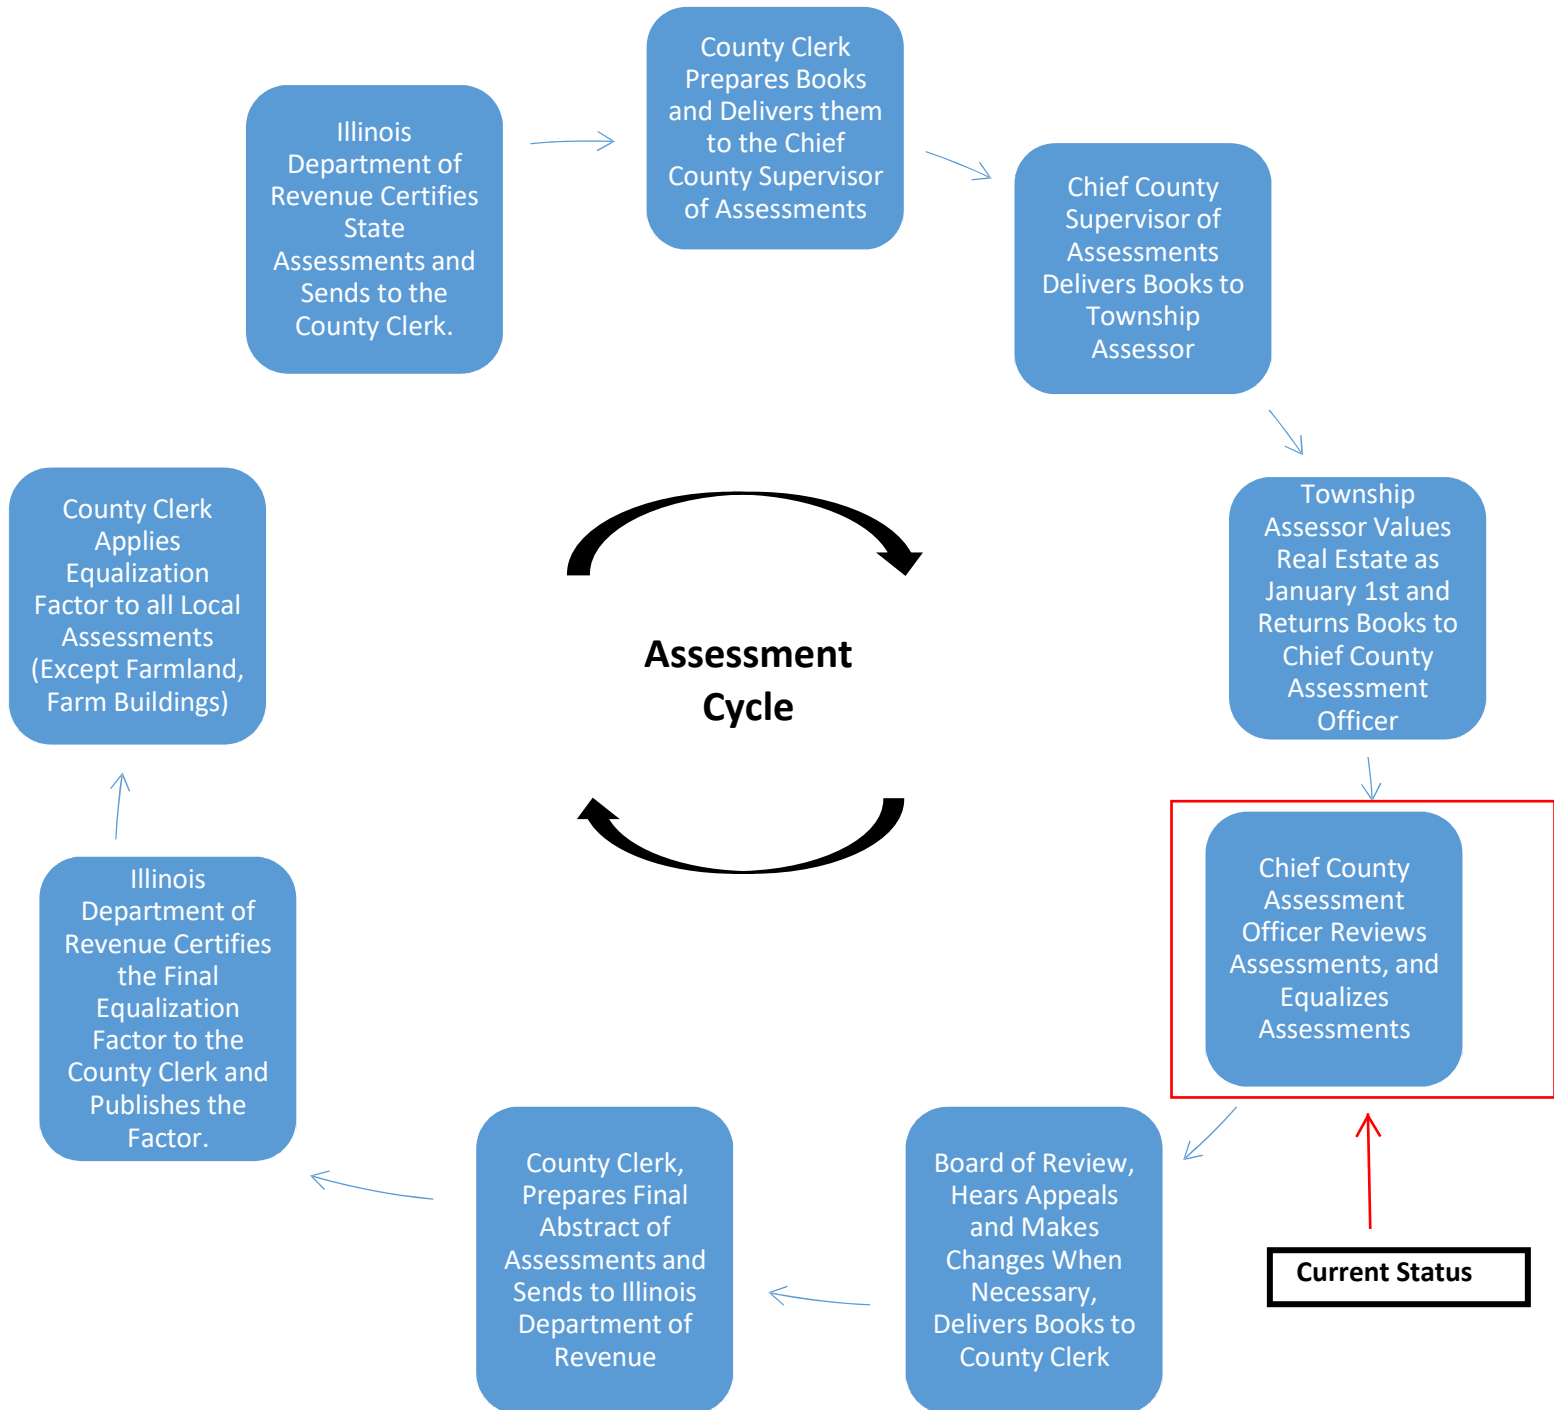 County Clerk
Prepares Books
and Delivers them
to the Chief
County Supervisor
of Assessments
Illinois
Department of
Revenue Certifies
State
Assessments and
Sends to the
County Clerk.
Chief County
Supervisor of
Assessments
Delivers Books to
Township
Assessor
Township
Assessor Values
Real Estate as
January 1st and
Returns Books to
Chief County
Assessment
Officer
County Clerk
Applies
Equalization
Factor to all Local
Assessments
(Except Farmland,
Farm Buildings)
Assessment
Cycle
Chief County
Assessment
Officer Reviews
Assessments, and
Equalizes
Assessments
Illinois
Department of
Revenue Certifies
the Final
Equalization
Factor to the
County Clerk and
Publishes the
Factor.
County Clerk,
Prepares Final
Abstract of
Assessments and
Sends to Illinois
Department of
Revenue
Board of Review,
Hears Appeals
and Makes
Changes When
Necessary,
Delivers Books to
County Clerk
Current Status